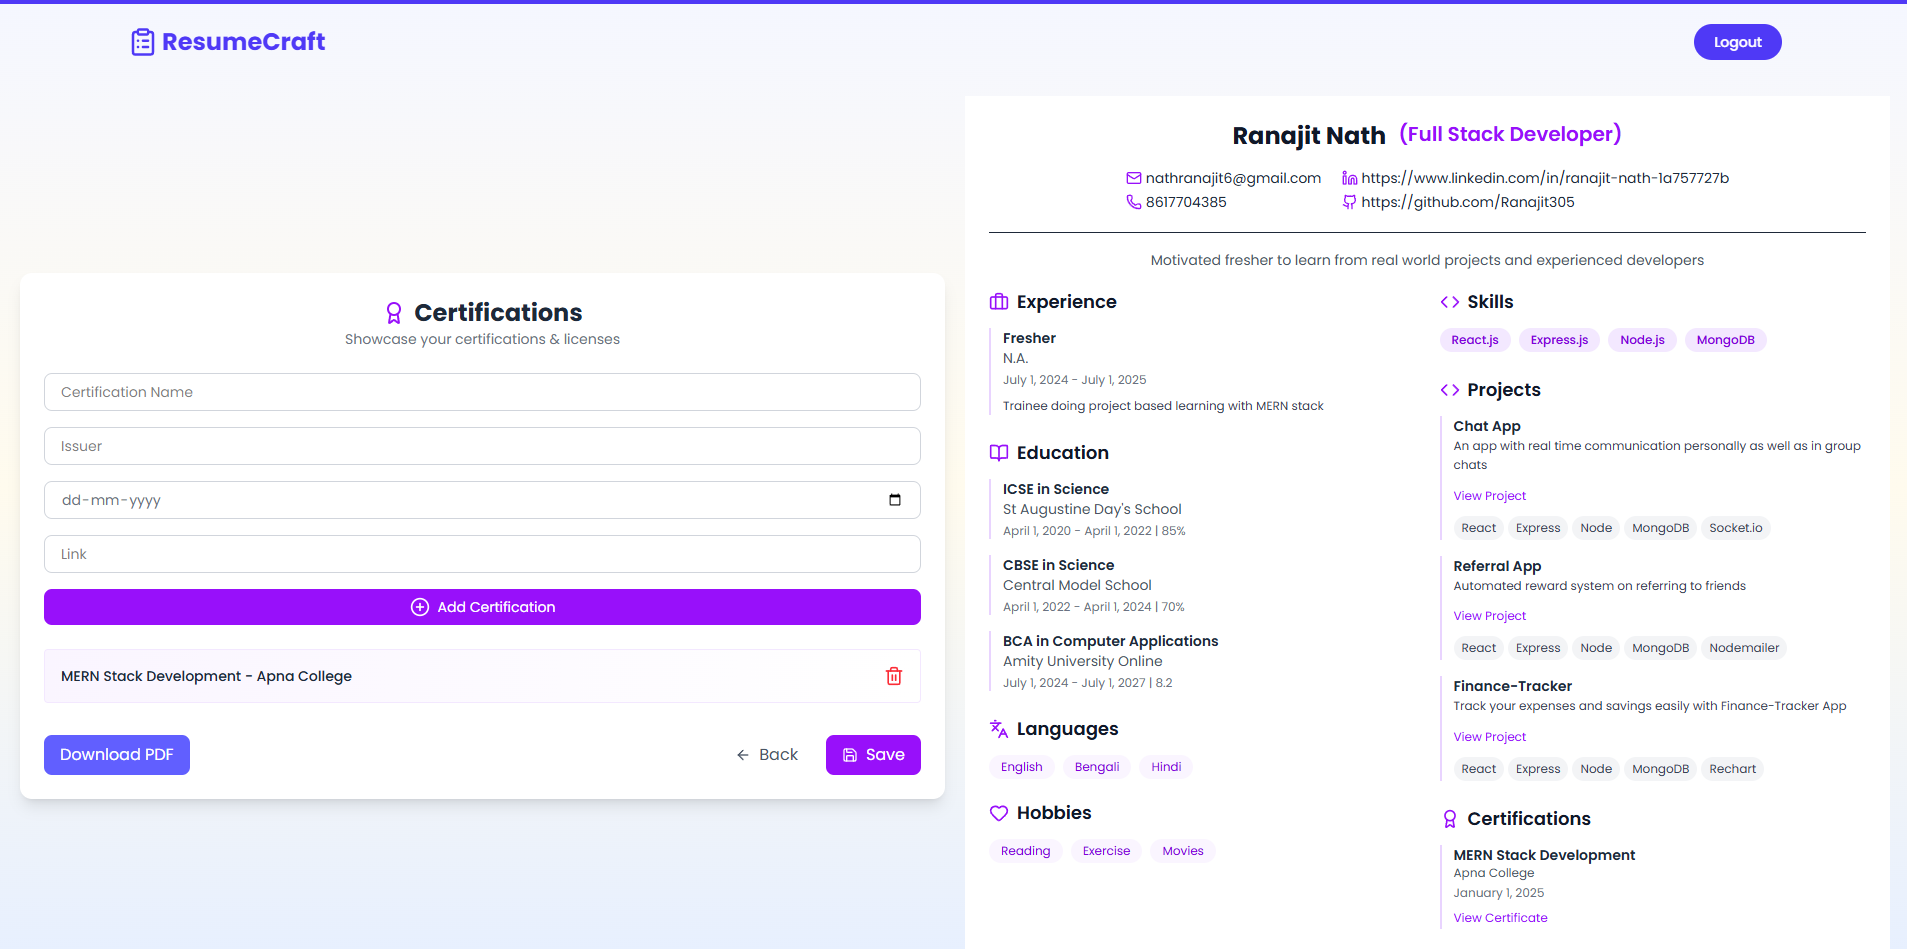 ResumeCraft
Logout
Certifications
Showcase your certifications & licenses
Certification Name
Issuer
dd-mm-yyyy
Link
Add Certification
MERN Stack Development - Apna College
Download PDF
Back
Save
Ranajit Nath (Full Stack Developer)
nathranajit6@gmail.com
https://www.linkedin.com/in/ranajit-nath-1a757727b
8617704385
https://github.com/Ranajit305
Motivated fresher to learn from real world projects and experienced developers
Experience
Fresher
N.A.
July 1, 2024 - July 1, 2025
Trainee doing project based learning with MERN stack
Education
ICSE in Science
St Augustine Day's School
April 1, 2020 - April 1, 2022 | 85%
CBSE in Science
Central Model School
April 1, 2022 - April 1, 2024 | 70%
BCA in Computer Applications
Amity University Online
July 1, 2024 - July 1, 2027 | 8.2
Languages
English Bengali Hindi
Hobbies
Reading Exercise Movies
Skills
React.js Express.js Node.js MongoDB
Projects
Chat App
An app with real time communication personally as well as in group
chats
View Project
React Express Node MongoDB Socket.io
Referral App
Automated reward system on referring to friends
View Project
React Express Node MongoDB Nodemailer
Finance-Tracker
Track your expenses and savings easily with Finance-Tracker App
View Project
React Express Node MongoDB Rechart
Certifications
MERN Stack Development
Apna College
January 1, 2025
View Certificate